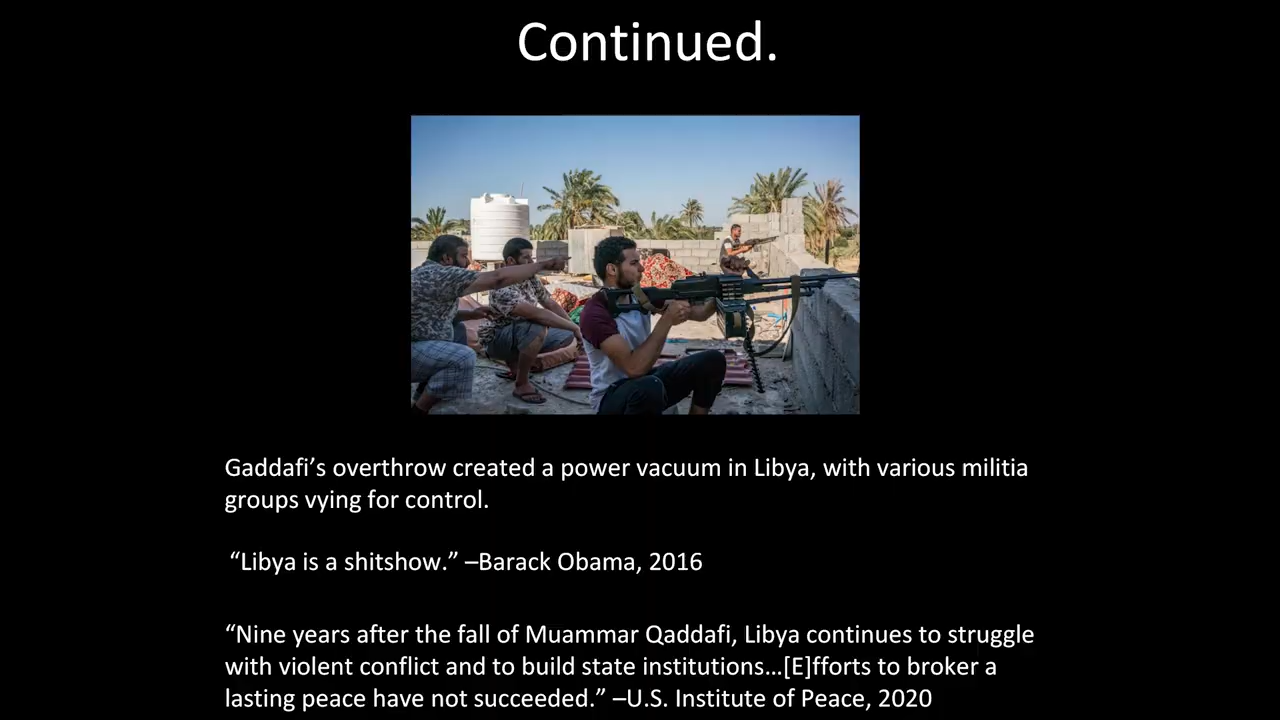 Continued.
Gaddafi’s overthrow created a power vacuum in Libya, with various militia
groups vying for control.
“Libya is a shitshow.” –Barack Obama, 2016
“Nine years after the fall of Muammar Qaddafi, Libya continues to struggle
with violent conflict and to build state institutions…[E]fforts to broker a
lasting peace have not succeeded.” –U.S. Institute of Peace, 2020